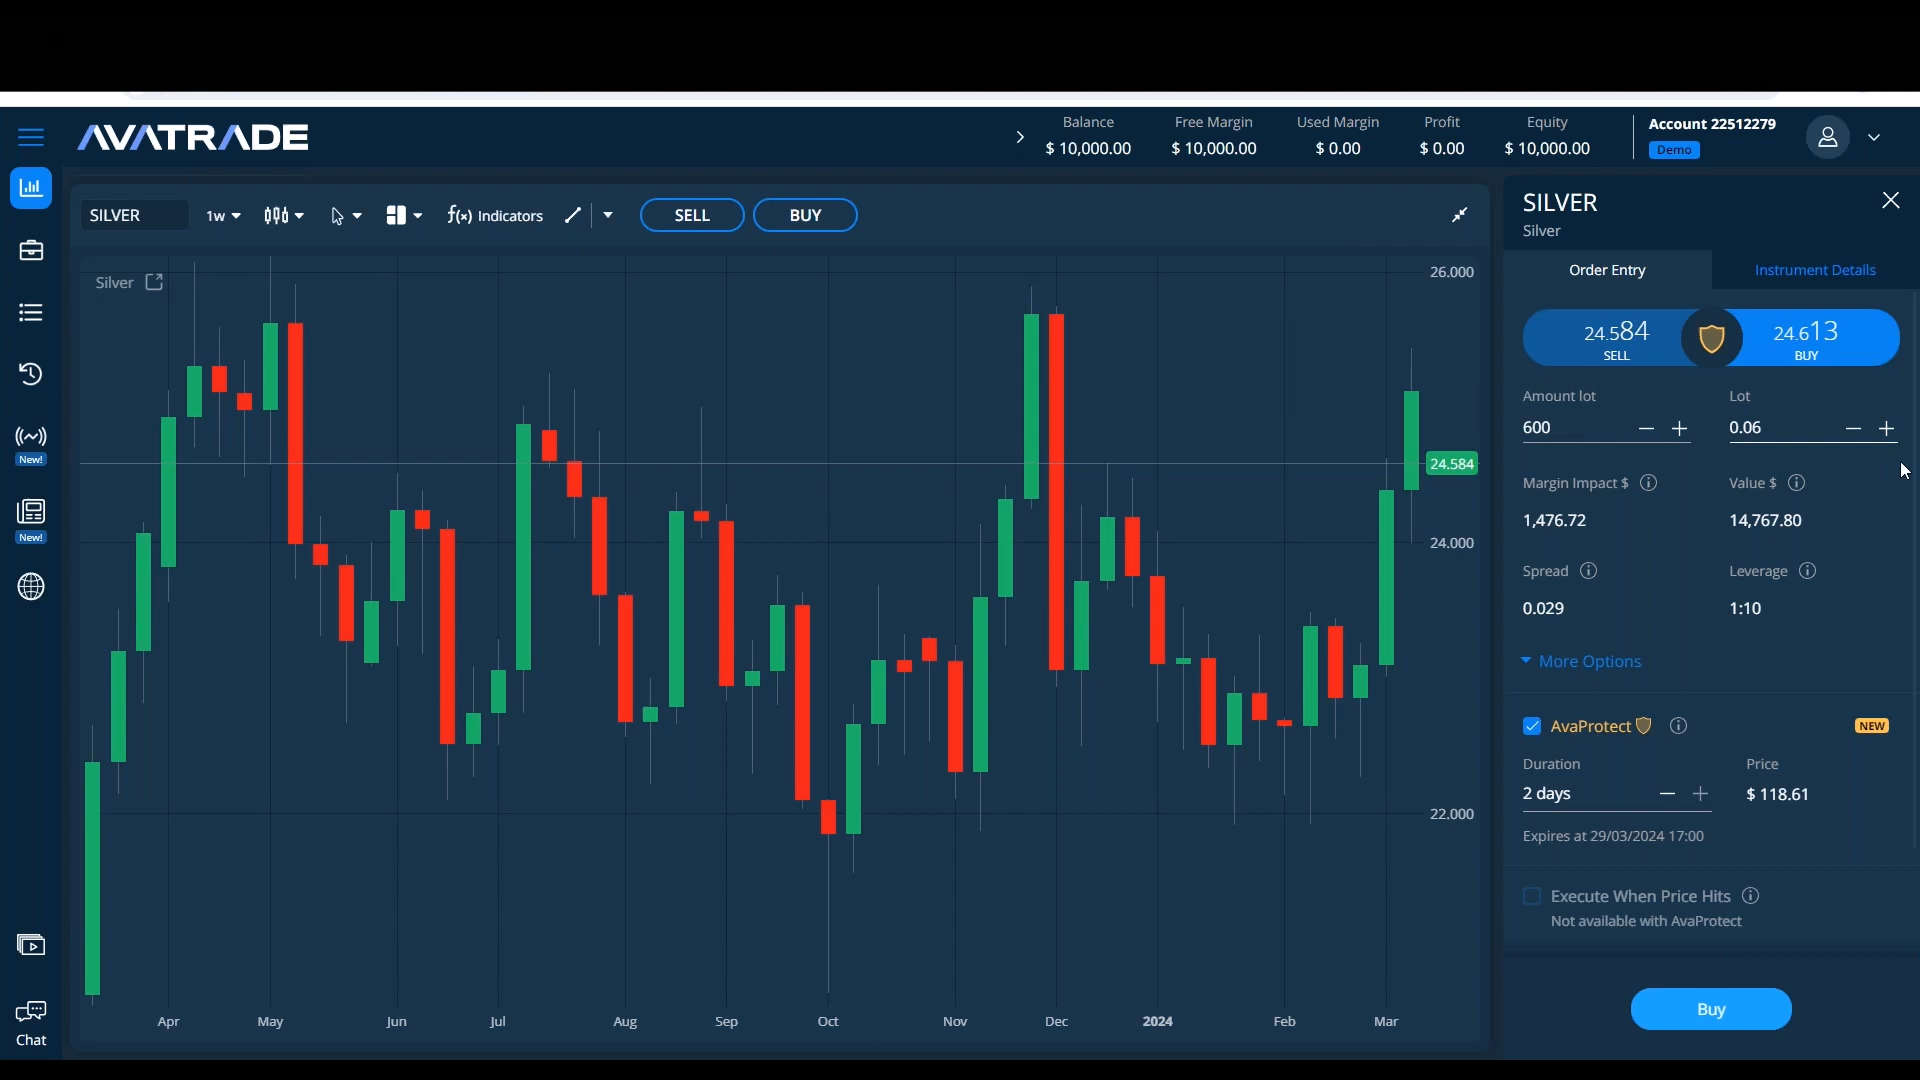 AVATRADE
Balance
$ 10,000.00
Free Margin
$ 10,000.00
Used Margin
$ 0.00
Profit
$ 0.00
Equity
$ 10,000.00
Account 22512279
Demo
SILVER
1w
f(x) Indicators
SELL
BUY
Silver
26.000
24.584
24.000
22.000
Apr
May
Jun
Jul
Aug
Sep
Oct
Nov
Dec
2024
Feb
Mar
New!
New!
Chat
SILVER
Silver
Order Entry
Instrument Details
24.584
SELL
24.613
BUY
Amount lot
600
Lot
0.06
Margin Impact $
1,476.72
Value $
14,767.80
Spread
0.029
Leverage
1:10
More Options
AvaProtect
NEW
Duration
2 days
Price
$ 118.61
Expires at 29/03/2024 17:00
Execute When Price Hits
Not available with AvaProtect
Buy